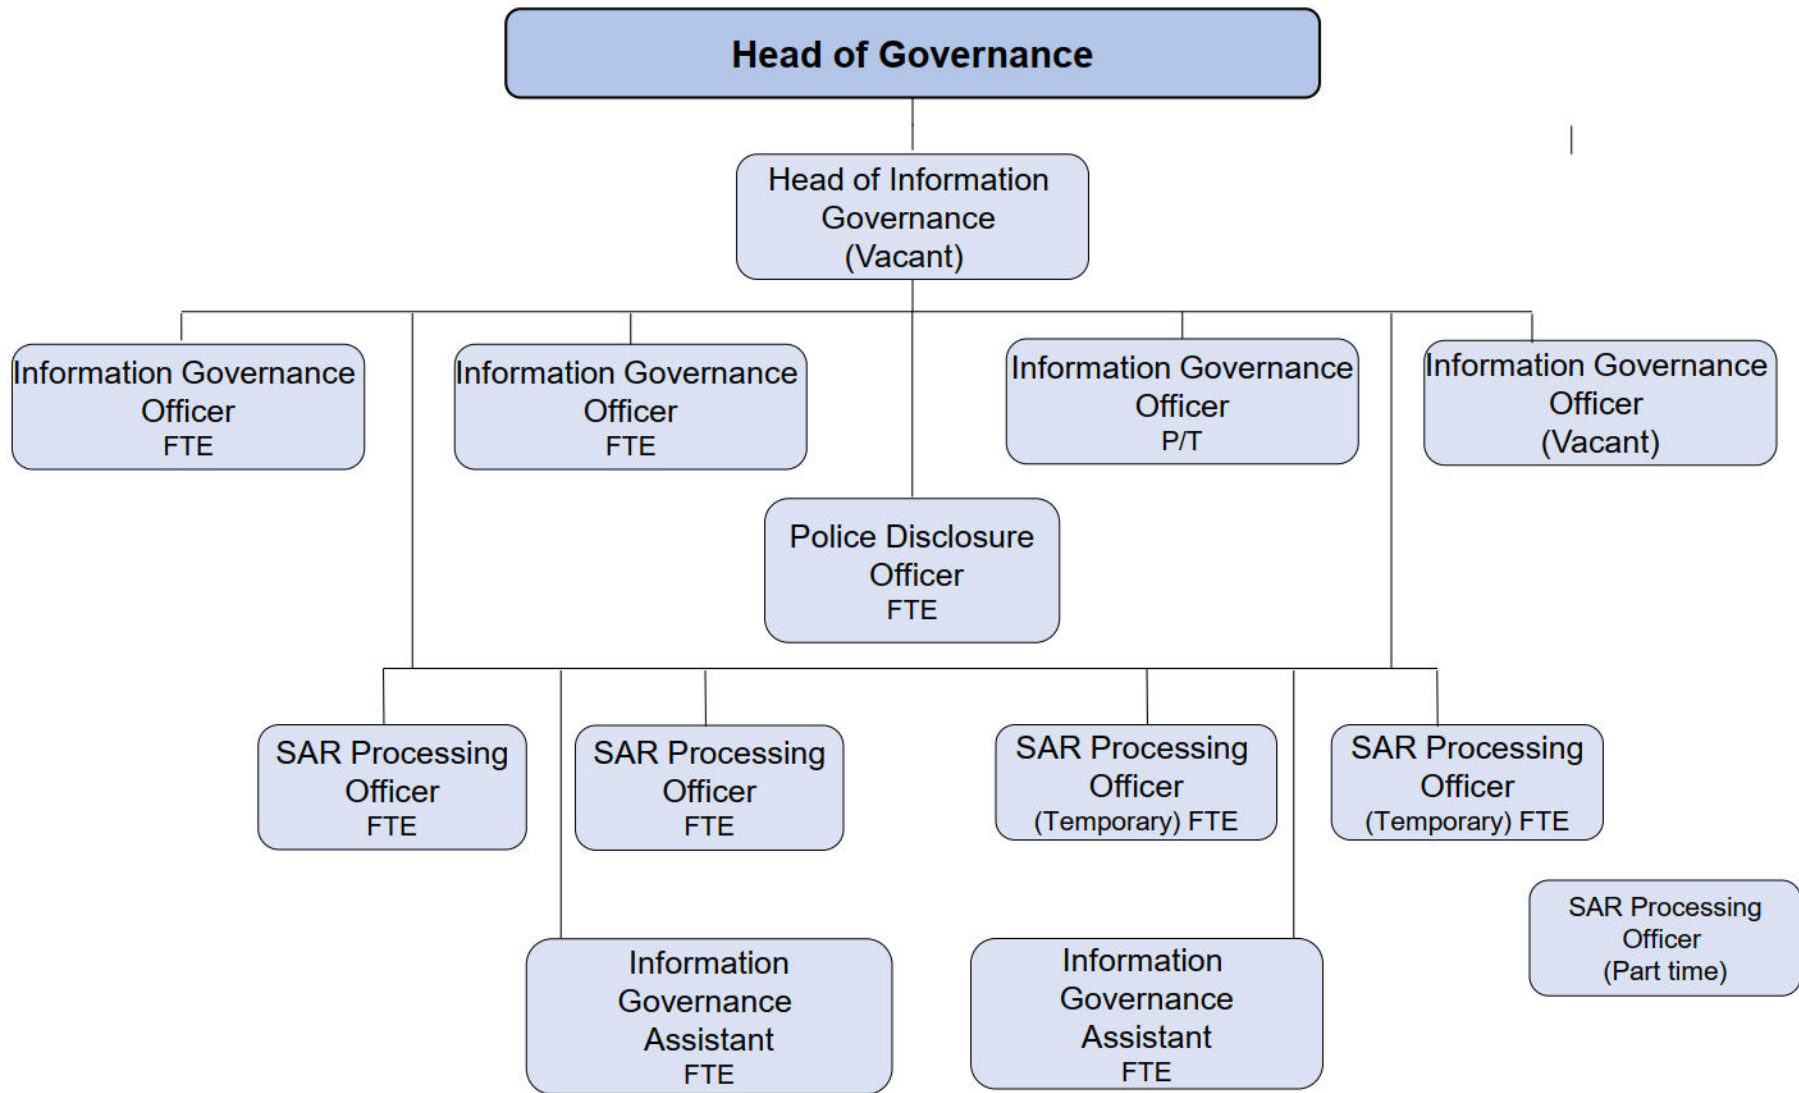 Head of Governance
Head of Information
Governance
(Vacant)
Information Governance
Officer
FTE
Information Governance
Officer
FTE
Information Governance
Officer
P/T
Information Governance
Officer
(Vacant)
Police Disclosure
Officer
FTE
SAR Processing
Officer
FTE
SAR Processing
Officer
FTE
SAR Processing
Officer
(Temporary) FTE
SAR Processing
Officer
(Temporary) FTE
SAR Processing
Officer
(Part time)
Information
Governance
Assistant
FTE
Information
Governance
Assistant
FTE